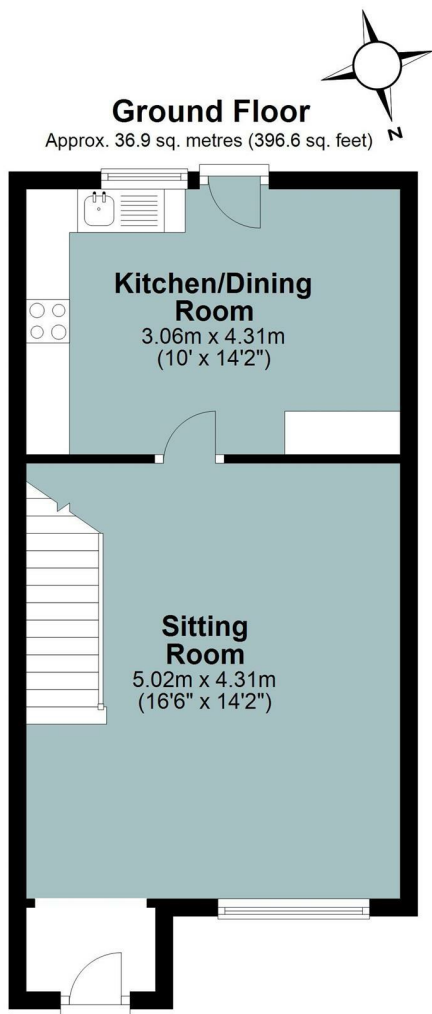 Ground Floor
Approx. 36.9 sq. metres (396.6 sq. feet)
N
Kitchen/Dining
Room
3.06m x 4.31m
(10' x 14'2")
Sitting
Room
5.02m x 4.31m
(16'6" x 14'2")